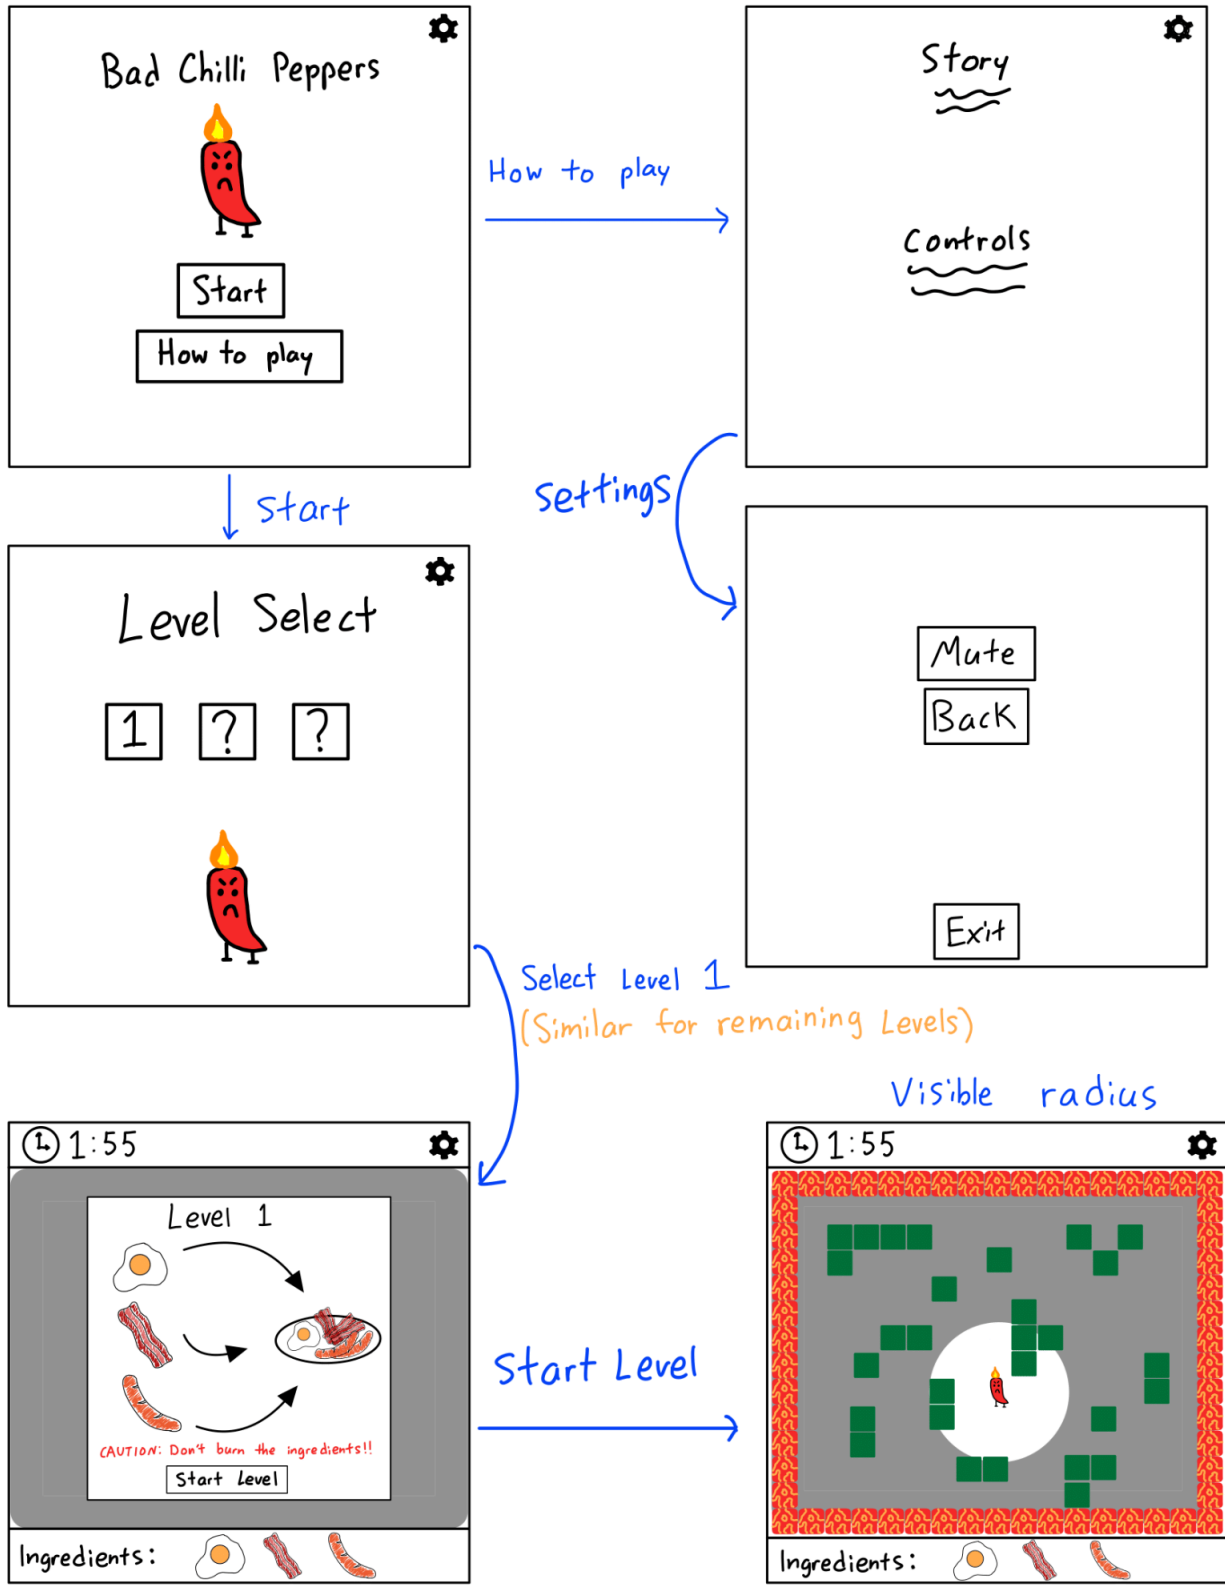 Bad Chilli Peppers
Start
How to play
How to play
Story
Controls
Start
Settings
Level Select
1 ? ?
Mute
Back
Exit
Select Level 1
(Similar for remaining Levels)
1:55
Level 1
CAUTION: Don't burn the ingredients!!
Start Level
Ingredients:
Start Level
Visible radius
1:55
Ingredients: